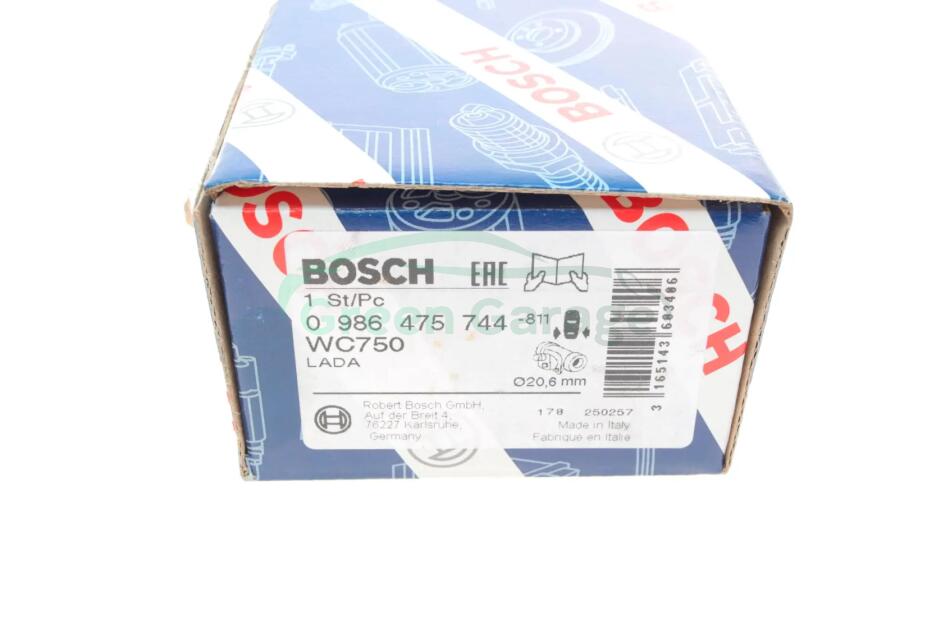 BOSCH
BOSCH
BOSCH EAC
1 St/Pc
0 986 475 744 -811
WC750
LADA
Ø20,6 mm
Robert Bosch GmbH,
Auf der Breit 4,
76227 Karlsruhe,
Germany
178 250257
Made in Italy
Fabriqué en Italie
3 165143 683486
Green Garage